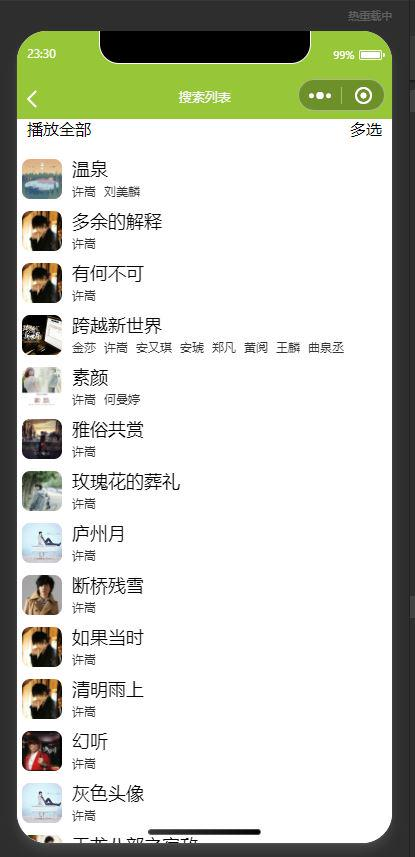 热重载中
23:30
99%
搜索列表
播放全部 多选
温泉
许嵩 刘美麟
多余的解释
许嵩
有何不可
许嵩
跨越新世界
金莎 许嵩 安又琪 安琥 郑凡 黄阅 王麟 曲泉丞
素颜
许嵩 何曼婷
雅俗共赏
许嵩
玫瑰花的葬礼
许嵩
庐州月
许嵩
断桥残雪
许嵩
如果当时
许嵩
清明雨上
许嵩
幻听
许嵩
灰色头像
许嵩